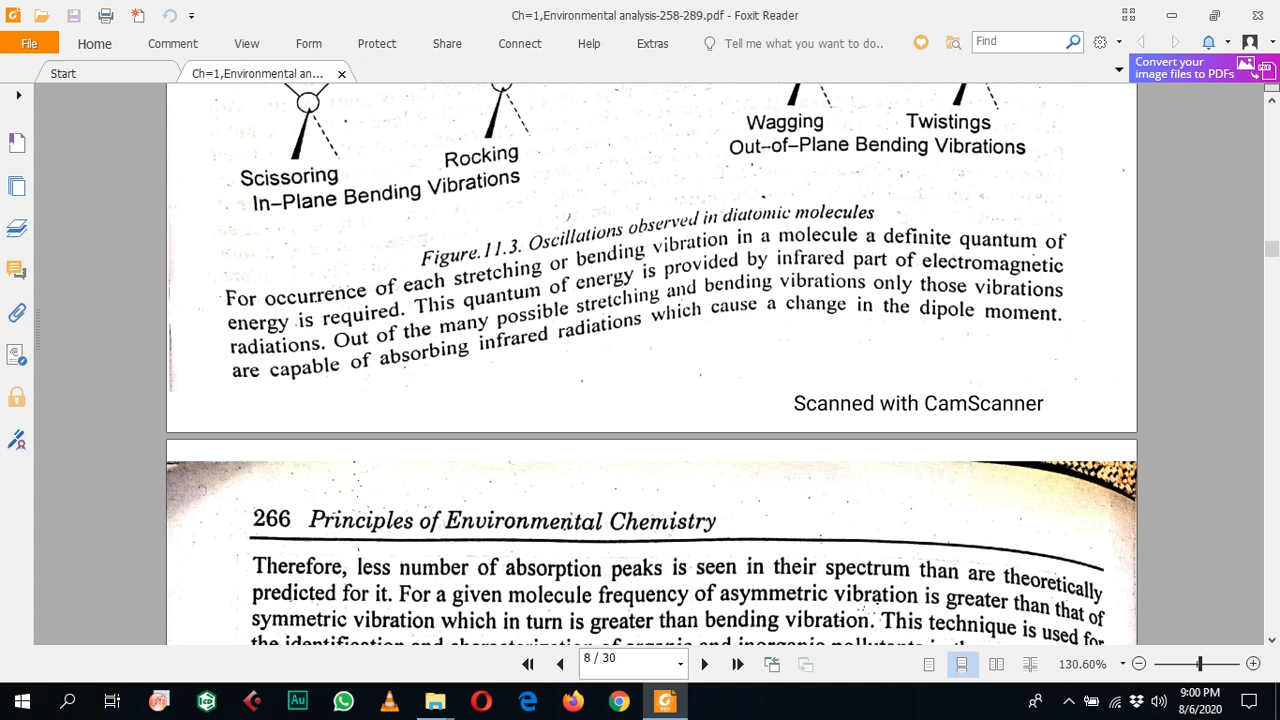 Ch=1,Environmental analysis-258-289.pdf - Foxit Reader
File Home Comment View Form Protect Share Connect Help Extras Tell me what you want to do.. Find
Start Ch=1,Environmental an...
Convert your
image files to PDFs
Wagging Twistings
Out-of-Plane Bending Vibrations
Scissoring Rocking
In-Plane Bending Vibrations
Figure.11.3. Oscillations observed in diatomic molecules
For occurrence of each stretching or bending vibration in a molecule a definite quantum of
energy is required. This quantum of energy is provided by infrared part of electromagnetic
radiations. Out of the many possible stretching and bending vibrations only those vibrations
are capable of absorbing infrared radiations which cause a change in the dipole moment.
Scanned with CamScanner
266 Principles of Environmental Chemistry
Therefore, less number of absorption peaks is seen in their spectrum than are theoretically
predicted for it. For a given molecule frequency of asymmetric vibration is greater than that of
symmetric vibration which in turn is greater than bending vibration. This technique is used for
8 / 30
130.60%
9:00 PM
8/6/2020